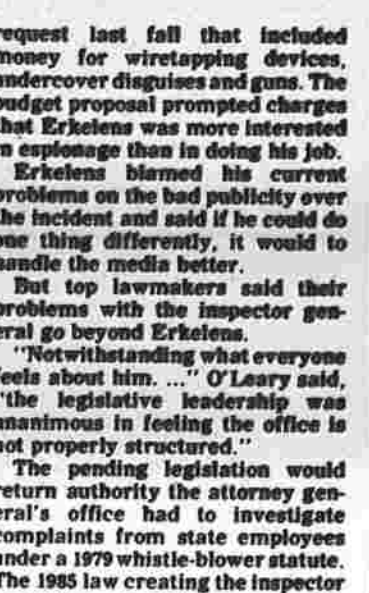 request last fall that included
money for wiretapping devices,
undercover disguises and guns. The
budget proposal prompted charges
that Erkelens was more interested
in espionage than in doing his job.
Erkelens blamed his current
problems on the bad publicity over
the incident and said if he could do
one thing differently, it would to
handle the media better.
But top lawmakers said their
problems with the inspector gen-
eral go beyond Erkelens.
"Notwithstanding what everyone
feels about him. ..." O'Leary said,
"the legislative leadership was
unanimous in feeling the office is
not properly structured."
The pending legislation would
return authority the attorney gen-
eral's office had to investigate
complaints from state employees
under a 1979 whistle-blower statute.
The 1985 law creating the inspector